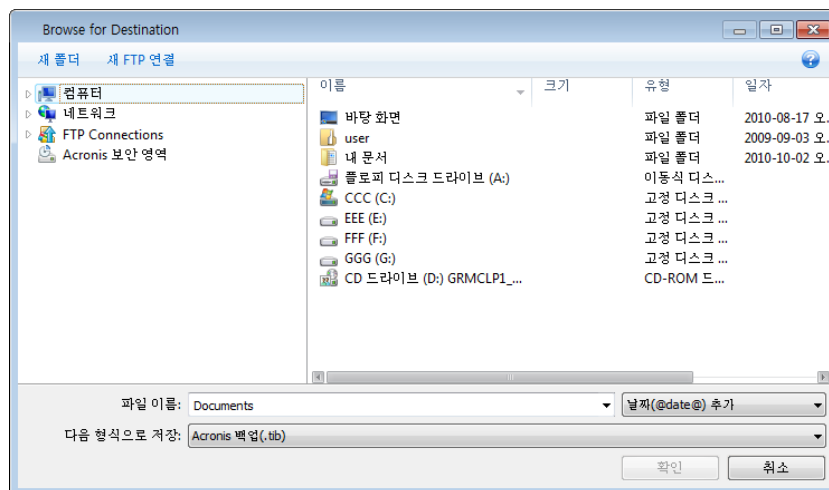 Browse for Destination
새 폴더 새 FTP 연결
컴퓨터
네트워크
FTP Connections
Acronis 보안 영역
이름 크기 유형 일자
바탕 화면 파일 폴더 2010-08-17 오.
user 파일 폴더 2009-09-03 오.
내 문서 파일 폴더 2010-10-02 오.
플로피 디스크 드라이브 (A:) 이동식 디스...
CCC (C:) 고정 디스크 ...
EEE (E:) 고정 디스크 ...
FFF (F:) 고정 디스크 ...
GGG (G:) 고정 디스크 ...
CD 드라이브 (D:) GRMCLP1_... CD-ROM 드...
파일 이름: Documents 날짜(@date@) 추가
다음 형식으로 저장: Acronis 백업(.tib)
확인 취소